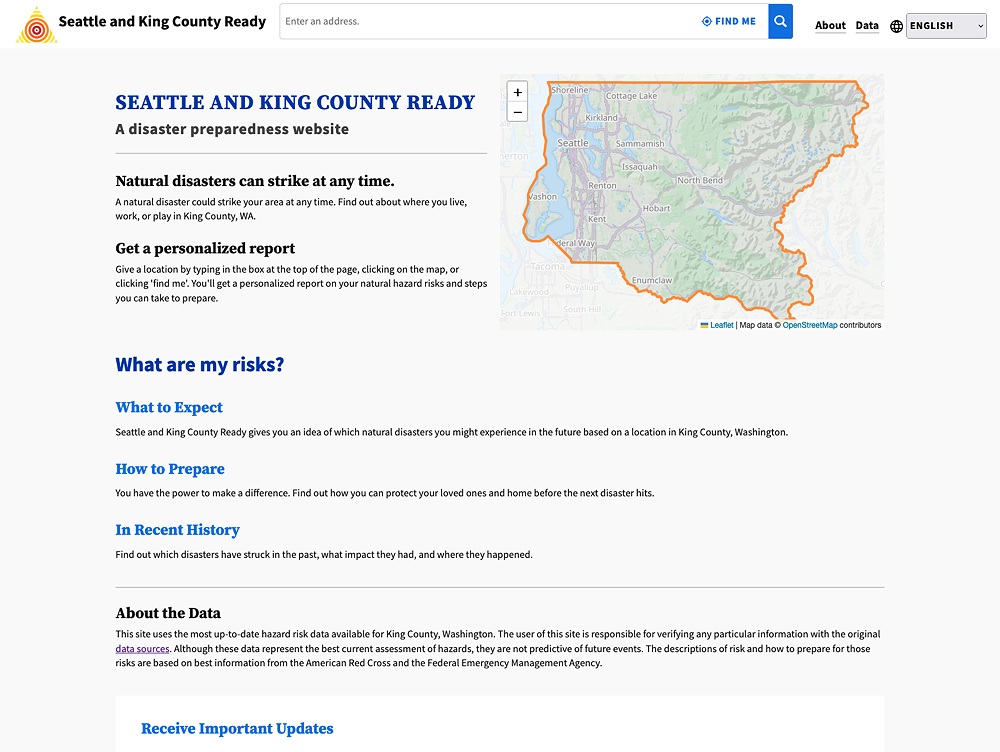 Seattle and King County Ready
Enter an address.
FIND ME
About
Data
ENGLISH
SEATTLE AND KING COUNTY READY
A disaster preparedness website
Natural disasters can strike at any time.
A natural disaster could strike your area at any time. Find out about where you live,
work, or play in King County, WA.
Get a personalized report
Give a location by typing in the box at the top of the page, clicking on the map, or
clicking 'find me'. You'll get a personalized report on your natural hazard risks and steps
you can take to prepare.
+
−
Shoreline
Cottage Lake
Kirkland
Seattle
Sammamish
Issaquah
North Bend
Renton
Vashon
Hobart
Kent
Federal Way
Tacoma
Enumclaw
Puyallup
Lakewood
South Hill
Fort Lewis
Leaflet | Map data © OpenStreetMap contributors
What are my risks?
What to Expect
Seattle and King County Ready gives you an idea of which natural disasters you might experience in the future based on a location in King County, Washington.
How to Prepare
You have the power to make a difference. Find out how you can protect your loved ones and home before the next disaster hits.
In Recent History
Find out which disasters have struck in the past, what impact they had, and where they happened.
About the Data
This site uses the most up-to-date hazard risk data available for King County, Washington. The user of this site is responsible for verifying any particular information with the original
data sources. Although these data represent the best current assessment of hazards, they are not predictive of future events. The descriptions of risk and how to prepare for those
risks are based on best information from the American Red Cross and the Federal Emergency Management Agency.
Receive Important Updates